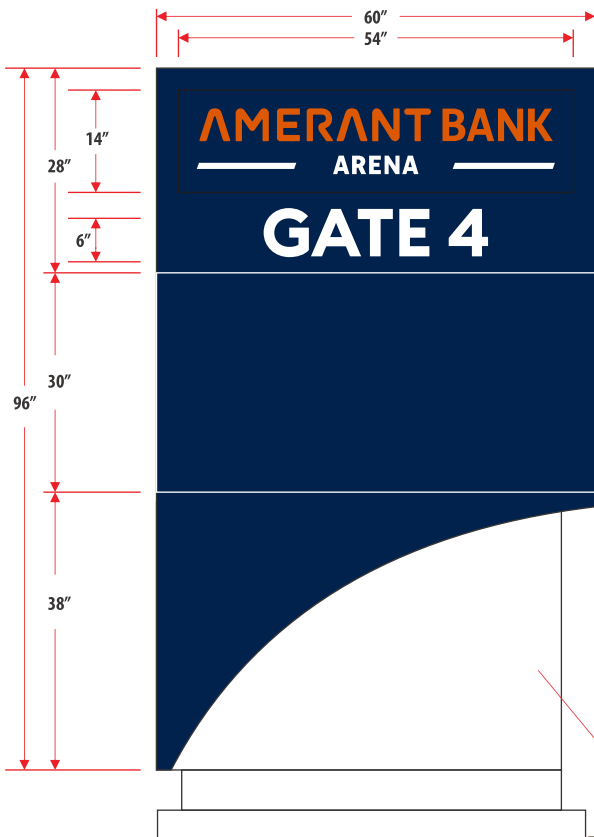 60”
54”
AMERANT BANK
14”
28”
ARENA
6”
GATE 4
30”
96”
38”